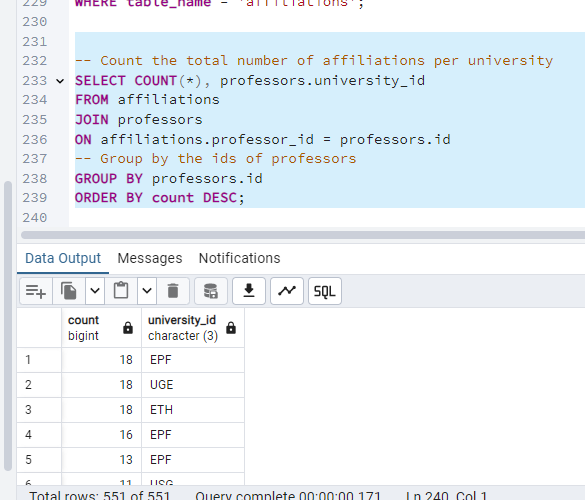 229 WHERE table_name = 'affiliations';
230
231
232 -- Count the total number of affiliations per university
233 SELECT COUNT(*), professors.university_id
234 FROM affiliations
235 JOIN professors
236 ON affiliations.professor_id = professors.id
237 -- Group by the ids of professors
238 GROUP BY professors.id
239 ORDER BY count DESC;
240
Data Output Messages Notifications
SQL
count university_id
bigint character (3)
1 18 EPF
2 18 UGE
3 18 ETH
4 16 EPF
5 13 EPF
6 11 USG
Total rows: 551 of 551 Query complete 00:00:00.171 Ln 240, Col 1